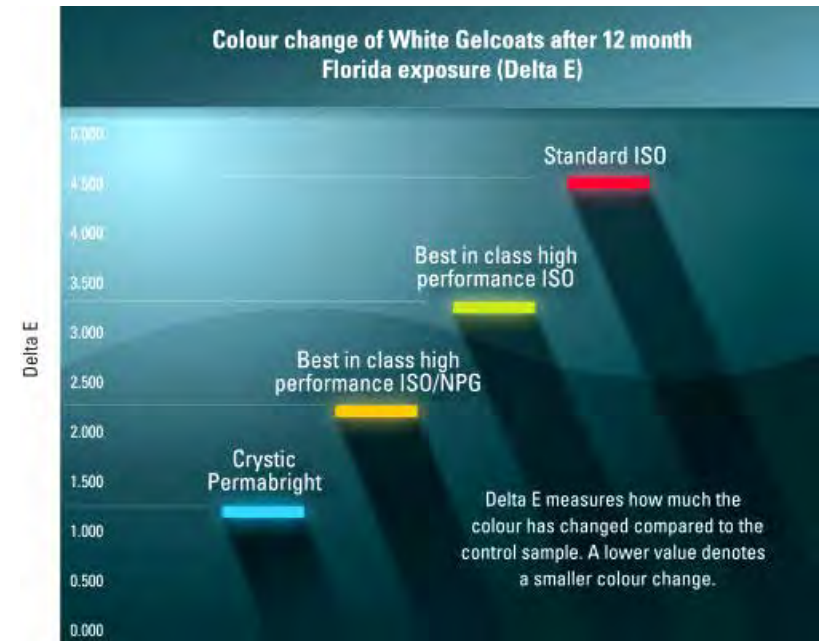 Colour change of White Gelcoats after 12 month
Florida exposure (Delta E)
5.000
Standard ISO
4.500
4.000
Best in class high
performance ISO
3.500
3.000
Delta E
Best in class high
performance ISO/NPG
2.500
2.000
Crystic
Permabright
1.500
Delta E measures how much the
colour has changed compared to the
control sample. A lower value denotes
a smaller colour change.
1.000
0.500
0.000